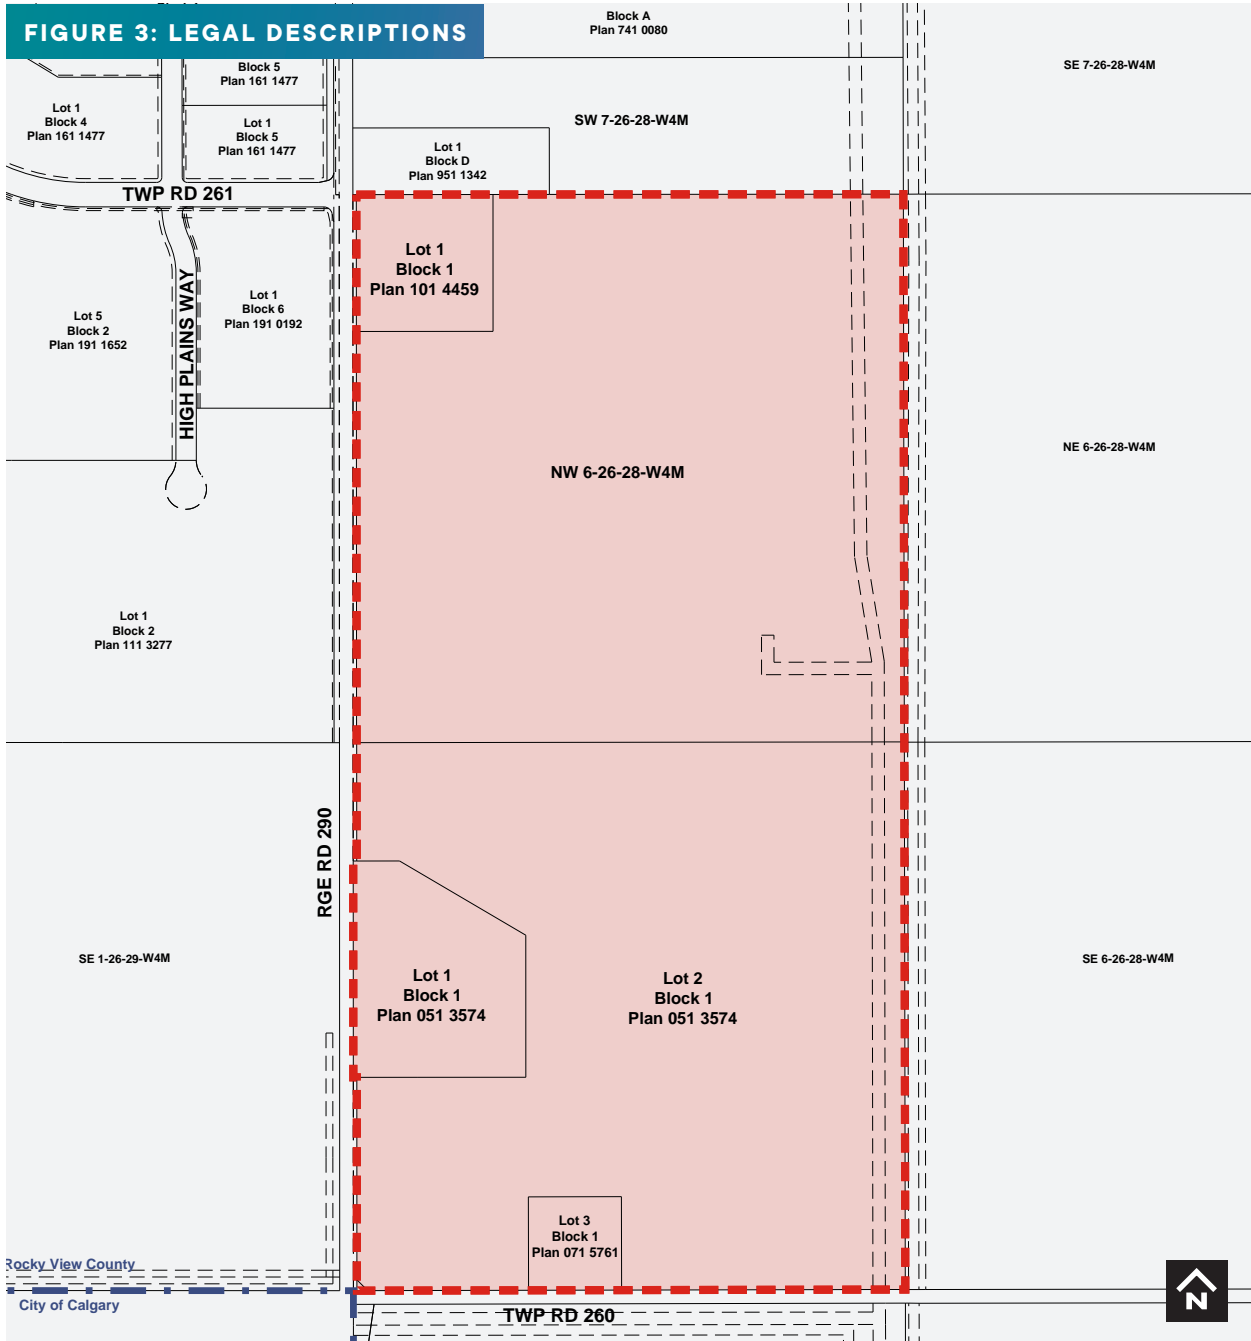 FIGURE 3: LEGAL DESCRIPTIONS
Block A
Plan 741 0080
SE 7-26-28-W4M
Block 5
Plan 161 1477
Lot 1
Block 4
Plan 161 1477
Lot 1
Block 5
Plan 161 1477
SW 7-26-28-W4M
Lot 1
Block D
Plan 951 1342
TWP RD 261
Lot 1
Block 1
Plan 101 4459
HIGH PLAINS WAY
Lot 1
Block 6
Plan 191 0192
Lot 5
Block 2
Plan 191 1652
NW 6-26-28-W4M
NE 6-26-28-W4M
Lot 1
Block 2
Plan 111 3277
RGE RD 290
SE 1-26-29-W4M
Lot 1
Block 1
Plan 051 3574
Lot 2
Block 1
Plan 051 3574
SE 6-26-28-W4M
Lot 3
Block 1
Plan 071 5761
Rocky View County
City of Calgary
TWP RD 260
N